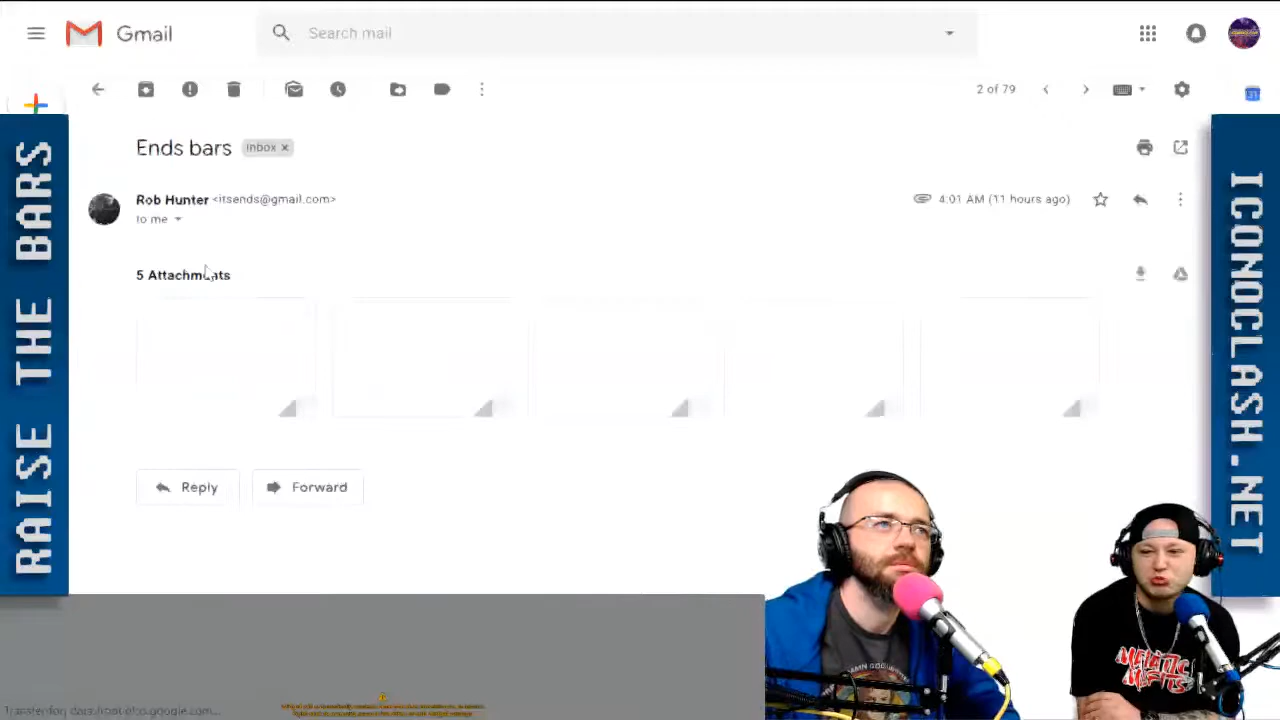 Gmail
Search mail
2 of 79
Ends bars
Inbox ×
Rob Hunter <itsends@gmail.com>
4:01 AM (11 hours ago)
to me
5 Attachments
Reply
Forward
RAISE THE BARS
ICONOCLASH.NET
MISFITS